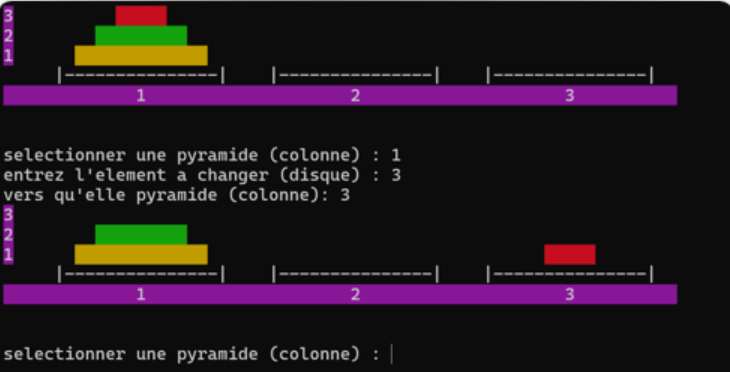 3
2
1
|---------------| |---------------| |---------------|
1 2 3
selectionner une pyramide (colonne) : 1
entrez l'element a changer (disque) : 3
vers qu'elle pyramide (colonne): 3
3
2
1
|---------------| |---------------| |---------------|
1 2 3
selectionner une pyramide (colonne) :